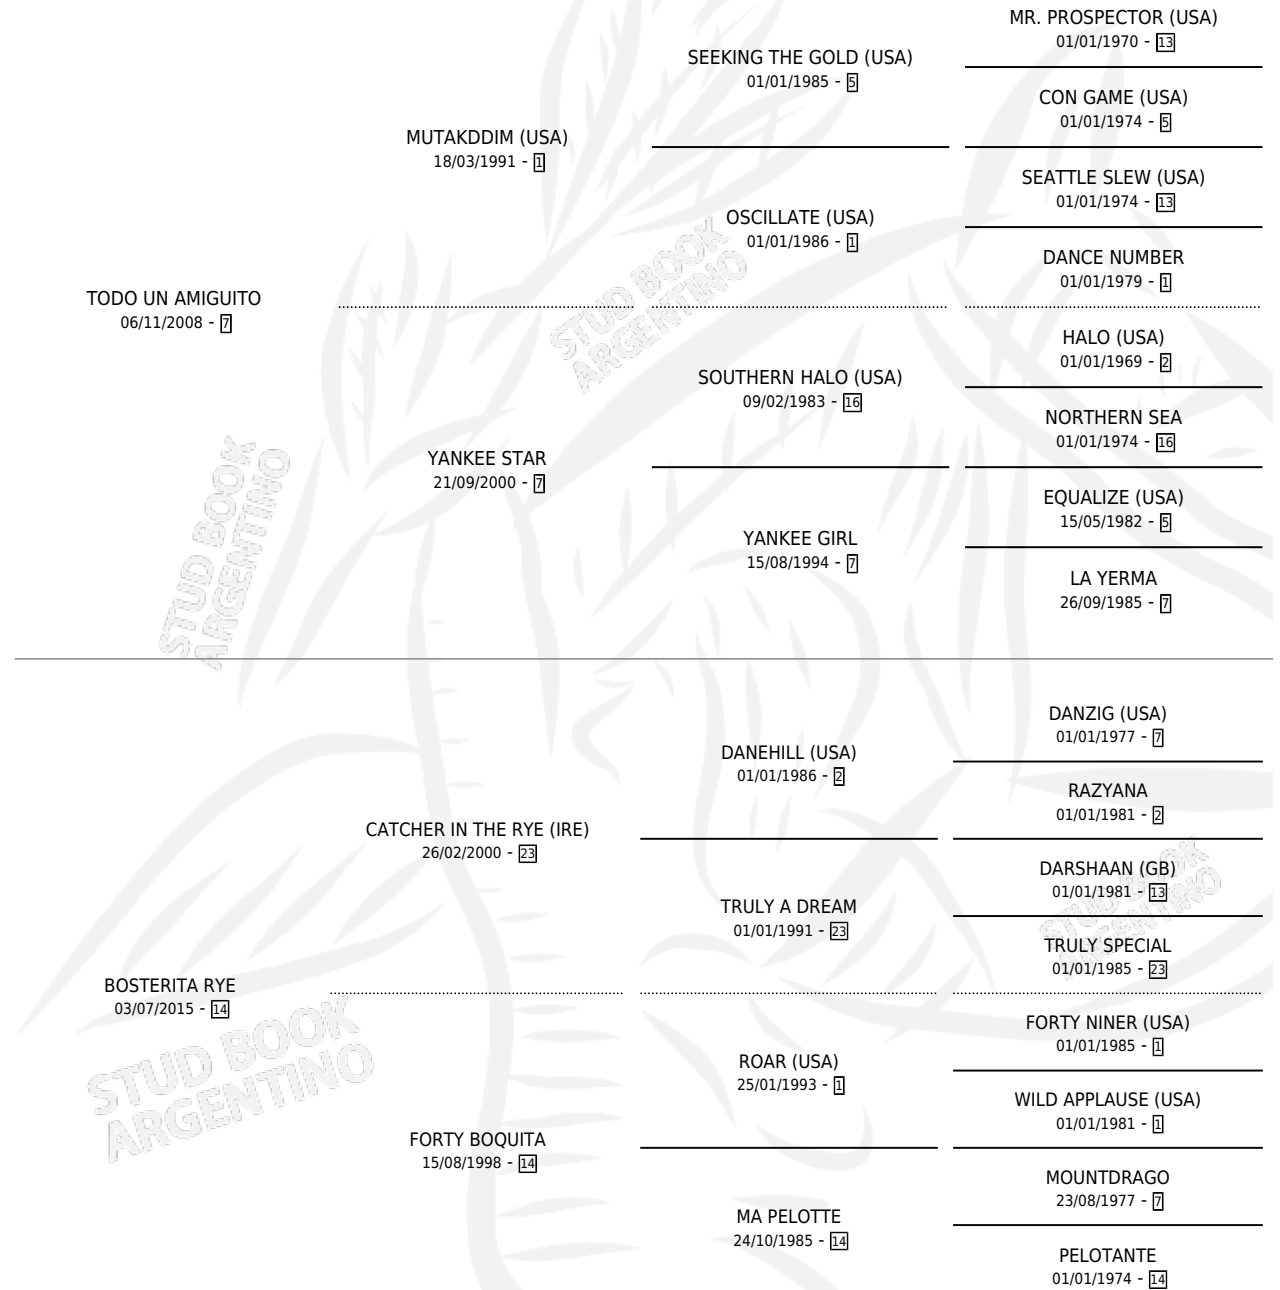 MR. PROSPECTOR (USA)
01/01/1970 - 13
SEEKING THE GOLD (USA)
01/01/1985 - 5
CON GAME (USA)
01/01/1974 - 5
MUTAKDDIM (USA)
18/03/1991 - 1
SEATTLE SLEW (USA)
01/01/1974 - 13
OSCILLATE (USA)
01/01/1986 - 1
DANCE NUMBER
01/01/1979 - 1
TODO UN AMIGUITO
06/11/2008 - 7
HALO (USA)
01/01/1969 - 2
SOUTHERN HALO (USA)
09/02/1983 - 16
NORTHERN SEA
01/01/1974 - 16
YANKEE STAR
21/09/2000 - 7
EQUALIZE (USA)
15/05/1982 - 5
YANKEE GIRL
15/08/1994 - 7
LA YERMA
26/09/1985 - 7
DANZIG (USA)
01/01/1977 - 7
DANEHILL (USA)
01/01/1986 - 2
RAZYANA
01/01/1981 - 2
CATCHER IN THE RYE (IRE)
26/02/2000 - 23
DARSHAAN (GB)
01/01/1981 - 13
TRULY A DREAM
01/01/1991 - 23
TRULY SPECIAL
01/01/1985 - 23
BOSTERITA RYE
03/07/2015 - 14
FORTY NINER (USA)
01/01/1985 - 1
ROAR (USA)
25/01/1993 - 1
WILD APPLAUSE (USA)
01/01/1981 - 1
FORTY BOQUITA
15/08/1998 - 14
MOUNTDRAGO
23/08/1977 - 7
MA PELOTTE
24/10/1985 - 14
PELOTANTE
01/01/1974 - 14
STUD BOOK
ARGENTINO
STUD BOOK
ARGENTINO
STUD BOOK
ARGENTINO
STUD BOOK
ARGENTINO